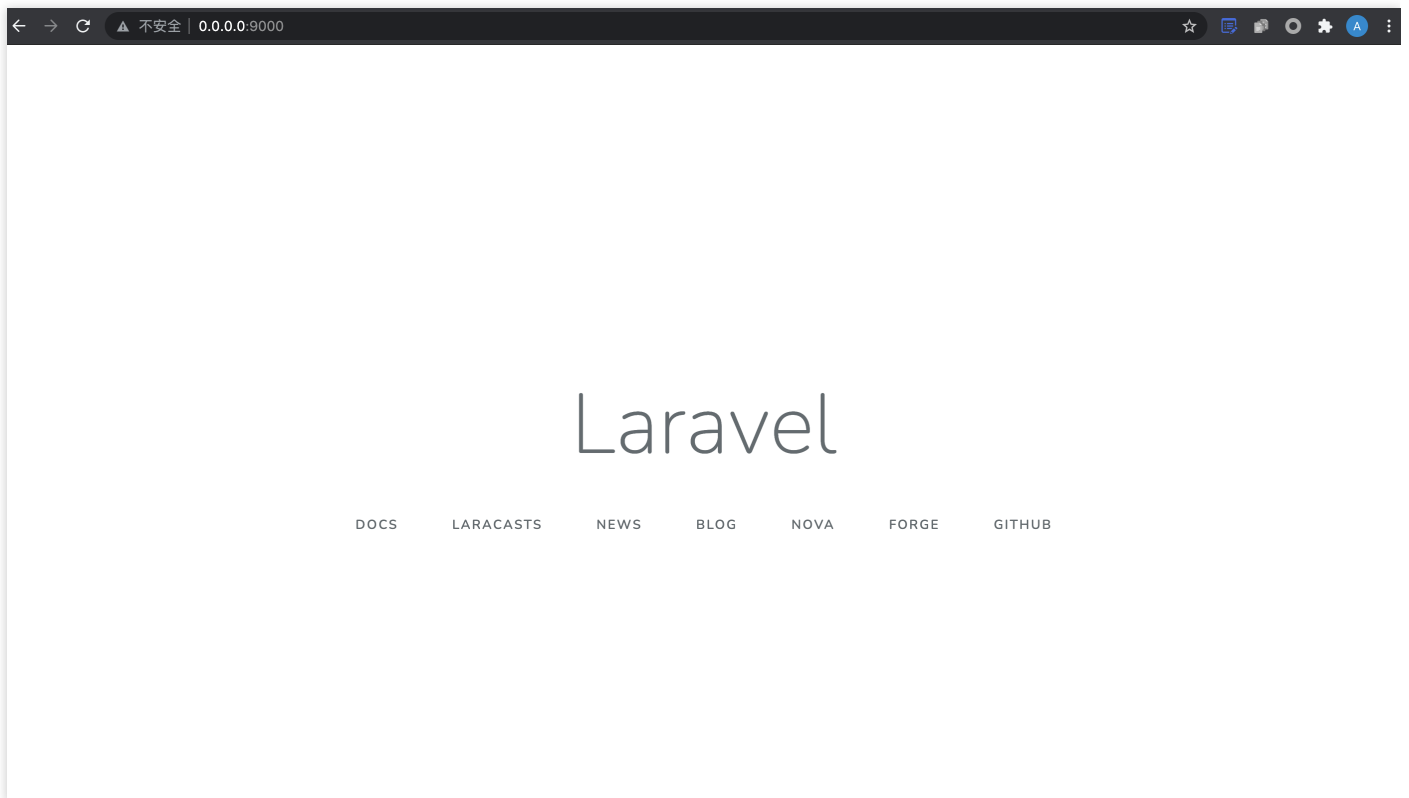 不安全 | 0.0.0.0:9000
A
Laravel
DOCS LARACASTS NEWS BLOG NOVA FORGE GITHUB